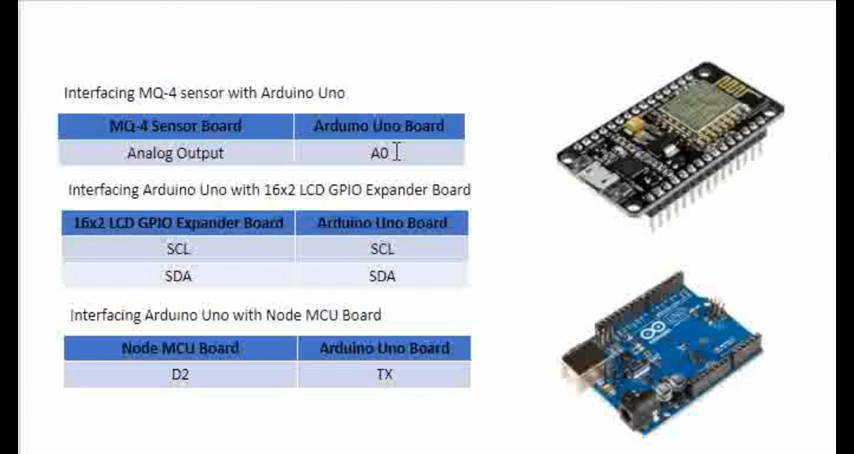 Interfacing MQ-4 sensor with Arduino Uno
MQ-4 Sensor Board Arduino Uno Board
Analog Output A0
Interfacing Arduino Uno with 16x2 LCD GPIO Expander Board
16x2 LCD GPIO Expander Board Arduino Uno Board
SCL SCL
SDA SDA
Interfacing Arduino Uno with Node MCU Board
Node MCU Board Arduino Uno Board
D2 TX